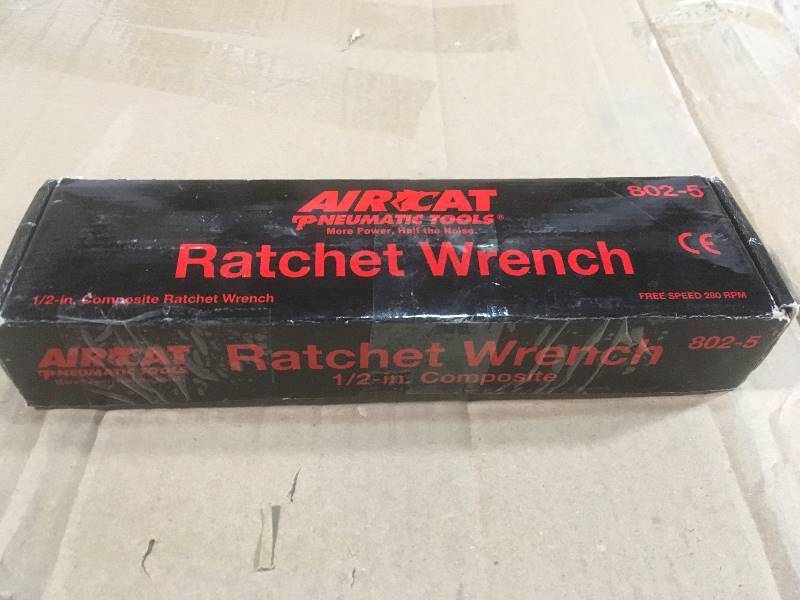 AIRCAT
PNEUMATIC TOOLS®
More Power, Half the Noise.
802-5
Ratchet Wrench
CE
1/2-in. Composite Ratchet Wrench
FREE SPEED 280 RPM
AIRCAT
PNEUMATIC TOOLS
Ratchet Wrench
802-5
1/2-in. Composite